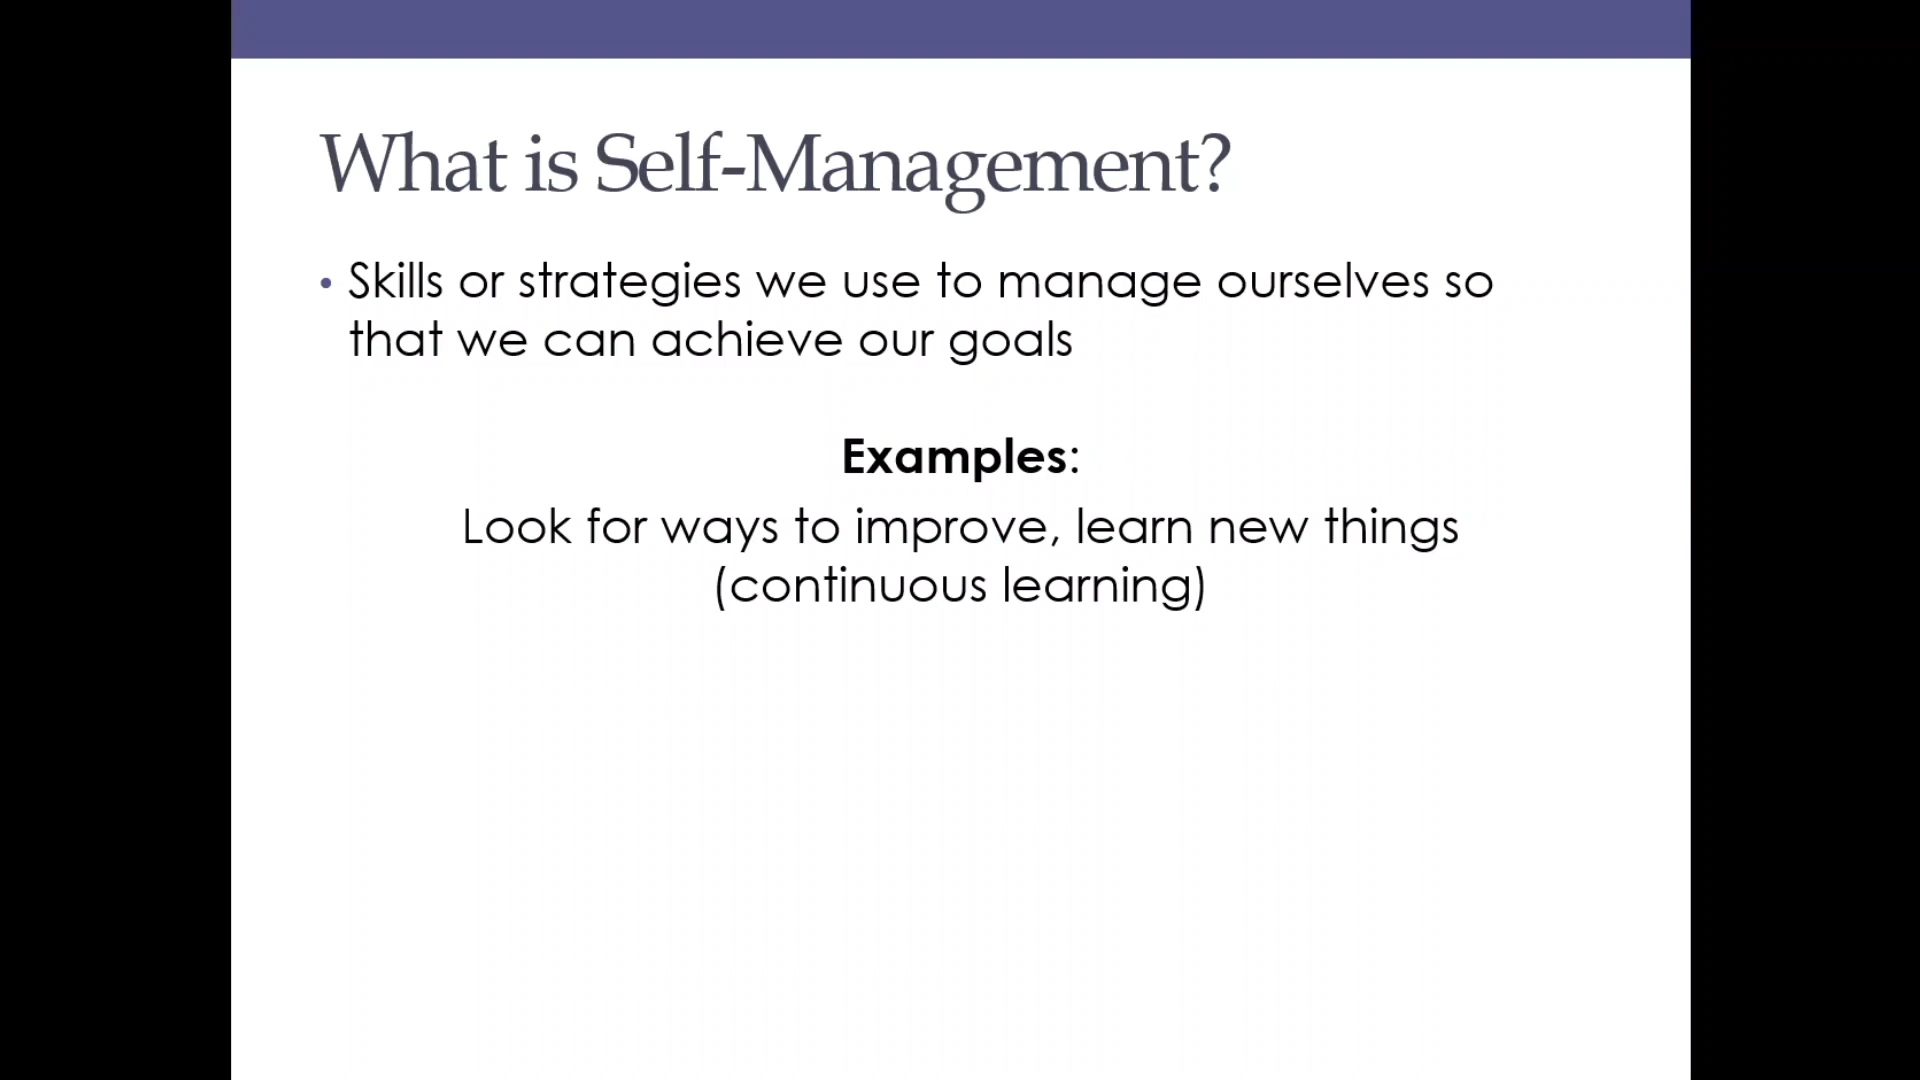 What is Self-Management?
• Skills or strategies we use to manage ourselves so
that we can achieve our goals
Examples:
Look for ways to improve, learn new things
(continuous learning)